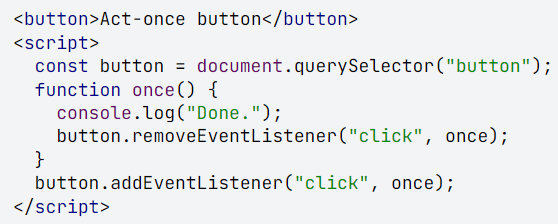 <button>Act-once button</button>
<script>
  const button = document.querySelector("button");
  function once() {
    console.log("Done.");
    button.removeEventListener("click", once);
  }
  button.addEventListener("click", once);
</script>